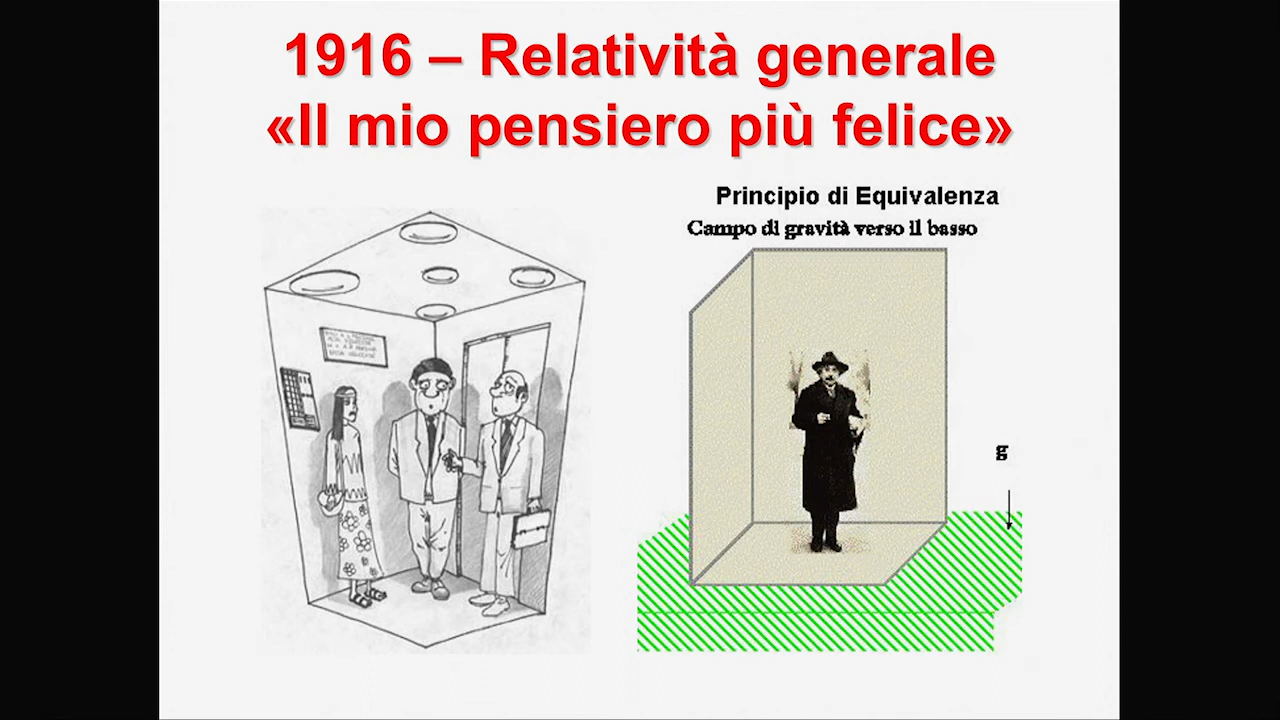 1916 – Relatività generale
«Il mio pensiero più felice»
Principio di Equivalenza
Campo di gravità verso il basso
g